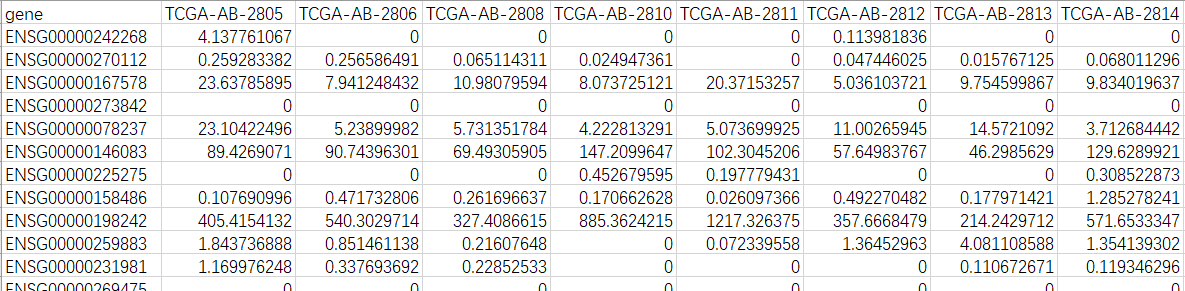 gene TCGA-AB-2805 TCGA-AB-2806 TCGA-AB-2808 TCGA-AB-2810 TCGA-AB-2811 TCGA-AB-2812 TCGA-AB-2813 TCGA-AB-2814
ENSG00000242268 4.137761067 0 0 0 0 0.113981836 0 0
ENSG00000270112 0.259283382 0.256586491 0.065114311 0.024947361 0 0.047446025 0.015767125 0.068011296
ENSG00000167578 23.63785895 7.941248432 10.98079594 8.073725121 20.37153257 5.036103721 9.754599867 9.834019637
ENSG00000273842 0 0 0 0 0 0 0 0
ENSG00000078237 23.10422496 5.23899982 5.731351784 4.222813291 5.073699925 11.00265945 14.5721092 3.712684442
ENSG00000146083 89.4269071 90.74396301 69.49305905 147.2099647 102.3045206 57.64983767 46.2985629 129.6289921
ENSG00000225275 0 0 0 0.452679595 0.197779431 0 0 0.308522873
ENSG00000158486 0.107690996 0.471732806 0.261696637 0.170662628 0.026097366 0.492270482 0.177971421 1.285278241
ENSG00000198242 405.4154132 540.3029714 327.4086615 885.3624215 1217.326375 357.6668479 214.2429712 571.6533347
ENSG00000259883 1.843736888 0.851461138 0.21607648 0 0.072339558 1.36452963 4.081108588 1.354139302
ENSG00000231981 1.169976248 0.337693692 0.22852533 0 0 0 0.110672671 0.119346296
ENSG00000269475 0 0 0 0 0 0 0 0